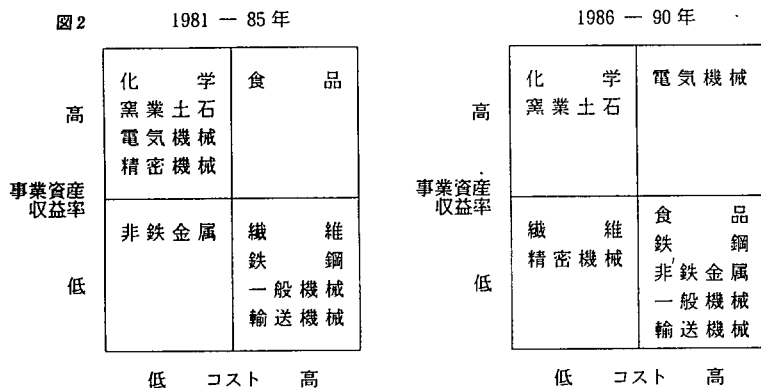 図2 1981 — 85年
高
事業資産
収益率
低
化学
窯業土石
電気機械
精密機械
食品
非鉄金属
繊維
鉄鋼
一般機械
輸送機械
低 コスト 高
1986 — 90年
高
事業資産
収益率
低
化学
窯業土石
電気機械
繊維
精密機械
食品
鉄鋼
非鉄金属
一般機械
輸送機械
低 コスト 高